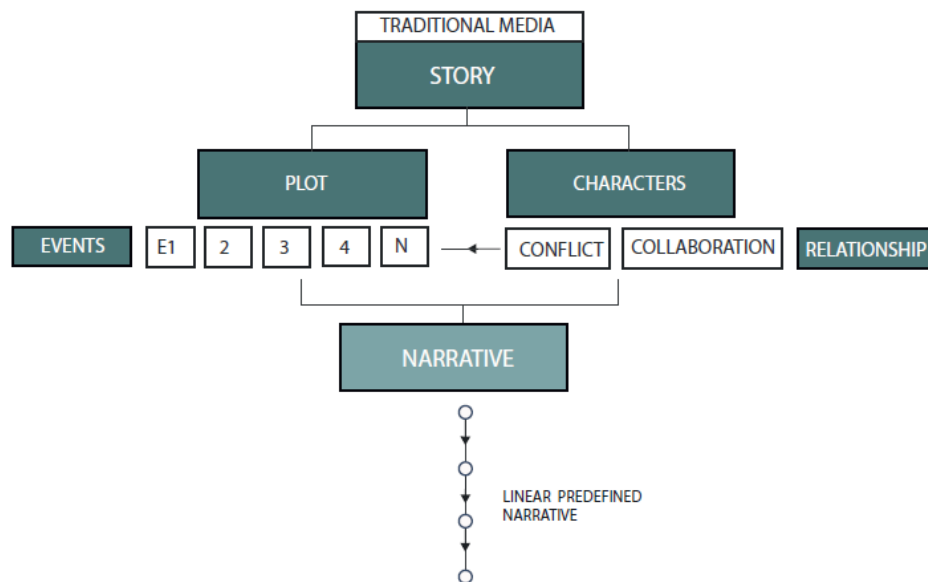 TRADITIONAL MEDIA
STORY
PLOT
CHARACTERS
EVENTS
E1
2
3
4
N
CONFLICT
COLLABORATION
RELATIONSHIP
NARRATIVE
LINEAR PREDEFINED
NARRATIVE